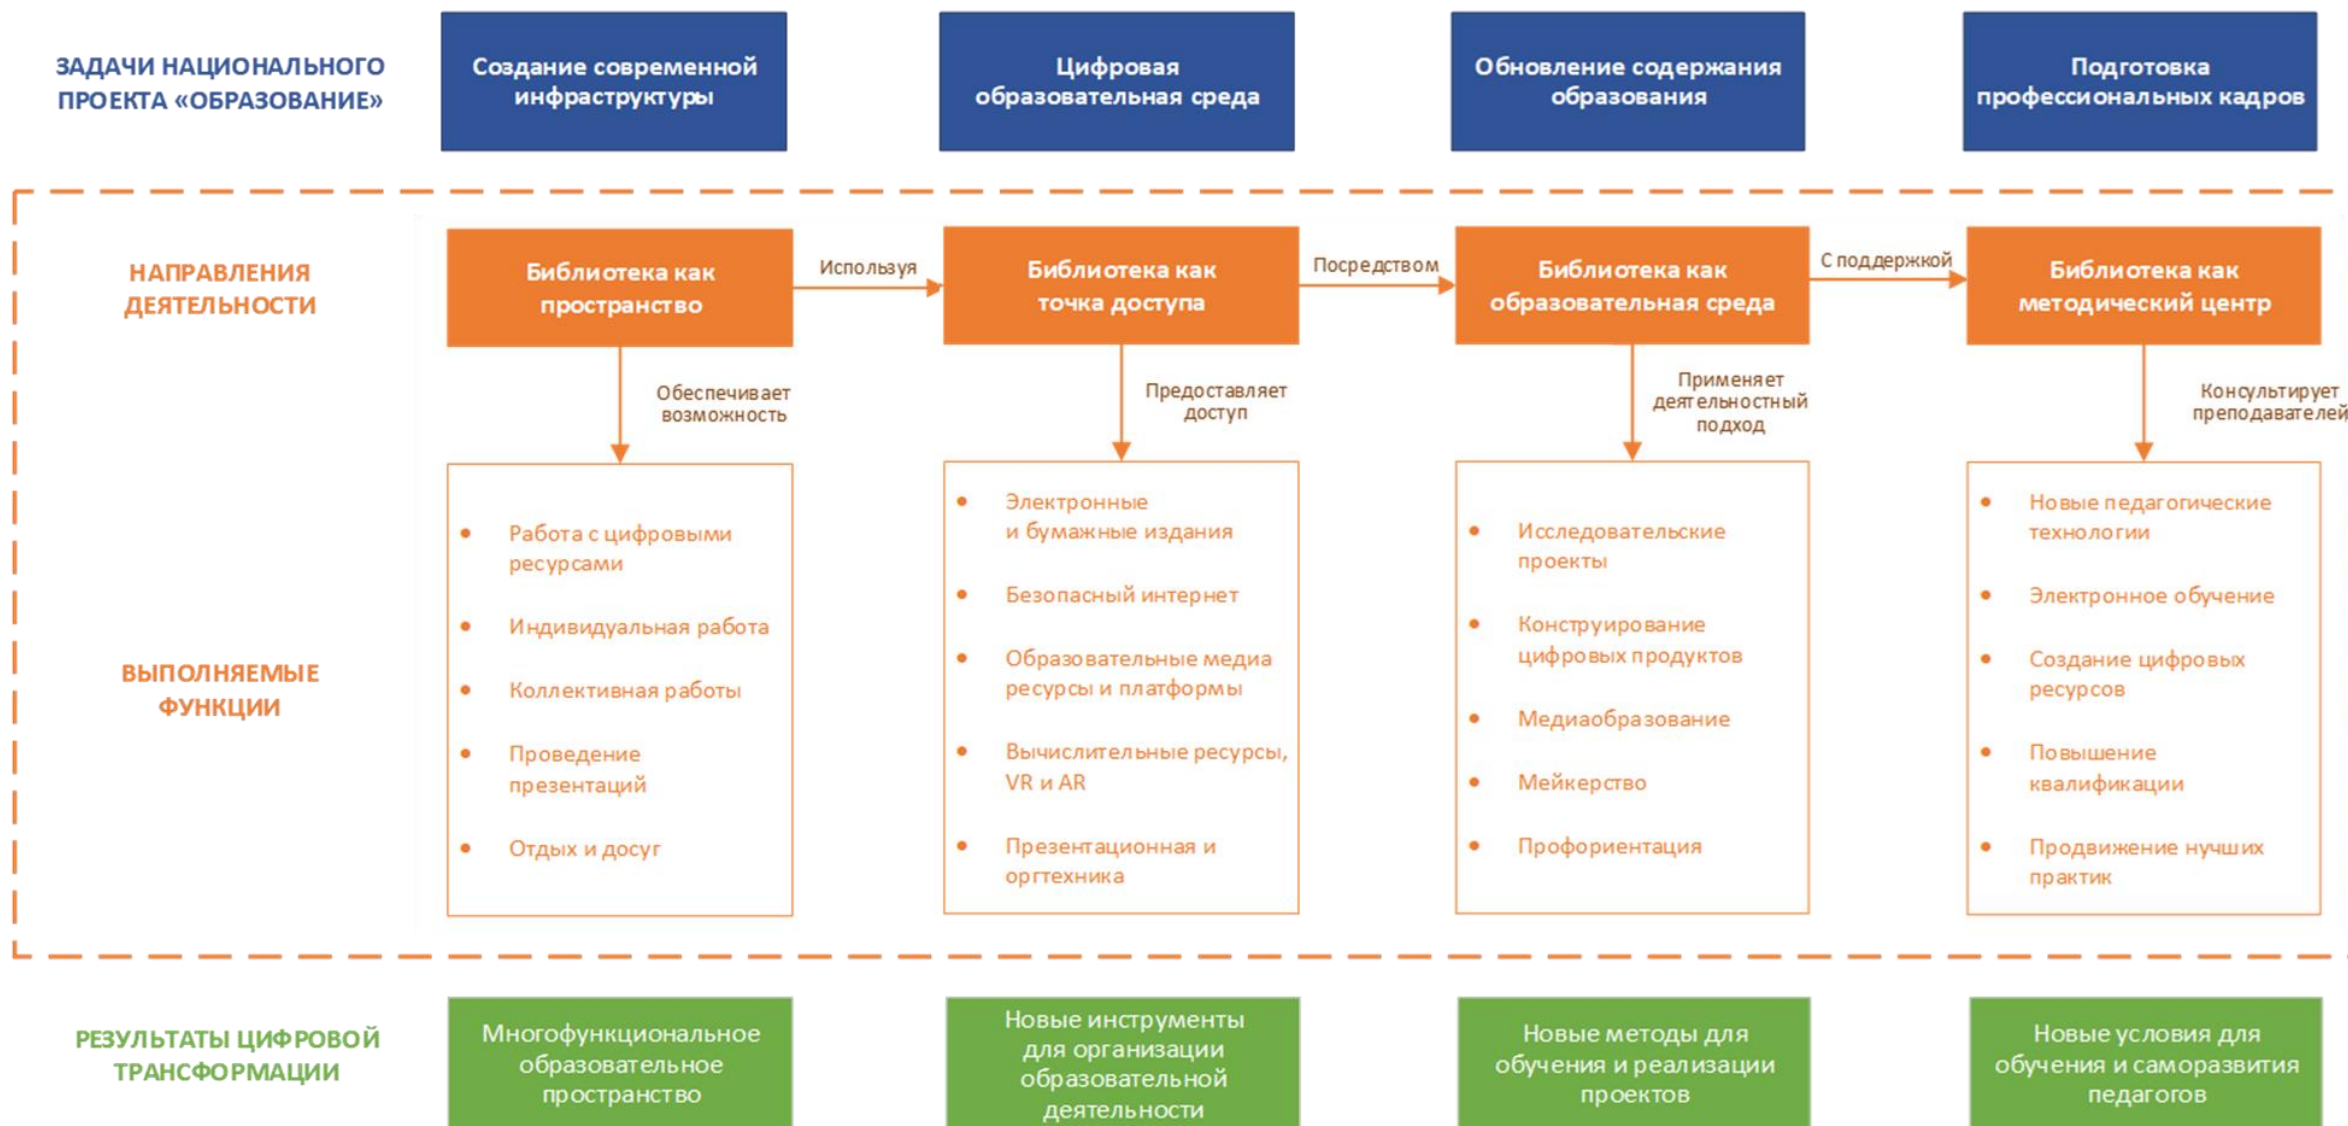 ЗАДАЧИ НАЦИОНАЛЬНОГО
ПРОЕКТА «ОБРАЗОВАНИЕ»
Создание современной
инфраструктуры
Цифровая
образовательная среда
Обновление содержания
образования
Подготовка
профессиональных кадров
НАПРАВЛЕНИЯ
ДЕЯТЕЛЬНОСТИ
Библиотека как
пространство
Используя
Библиотека как
точка доступа
Посредством
Библиотека как
образовательная среда
С поддержкой
Библиотека как
методический центр
Обеспечивает
возможность
Предоставляет
доступ
Применяет
деятельностный
подход
Консультирует
преподавателей
ВЫПОЛНЯЕМЫЕ
ФУНКЦИИ
• Работа с цифровыми
ресурсами
• Индивидуальная работа
• Коллективная работы
• Проведение
презентаций
• Отдых и досуг
• Электронные
и бумажные издания
• Безопасный интернет
• Образовательные медиа
ресурсы и платформы
• Вычислительные ресурсы,
VR и AR
• Презентационная и
оргтехника
• Исследовательские
проекты
• Конструирование
цифровых продуктов
• Медиаобразование
• Мейкерство
• Профориентация
• Новые педагогические
технологии
• Электронное обучение
• Создание цифровых
ресурсов
• Повышение
квалификации
• Продвижение нучших
практик
РЕЗУЛЬТАТЫ ЦИФРОВОЙ
ТРАНСФОРМАЦИИ
Многофункциональное
образовательное
пространство
Новые инструменты
для организации
образовательной
деятельности
Новые методы для
обучения и реализации
проектов
Новые условия для
обучения и саморазвития
педагогов